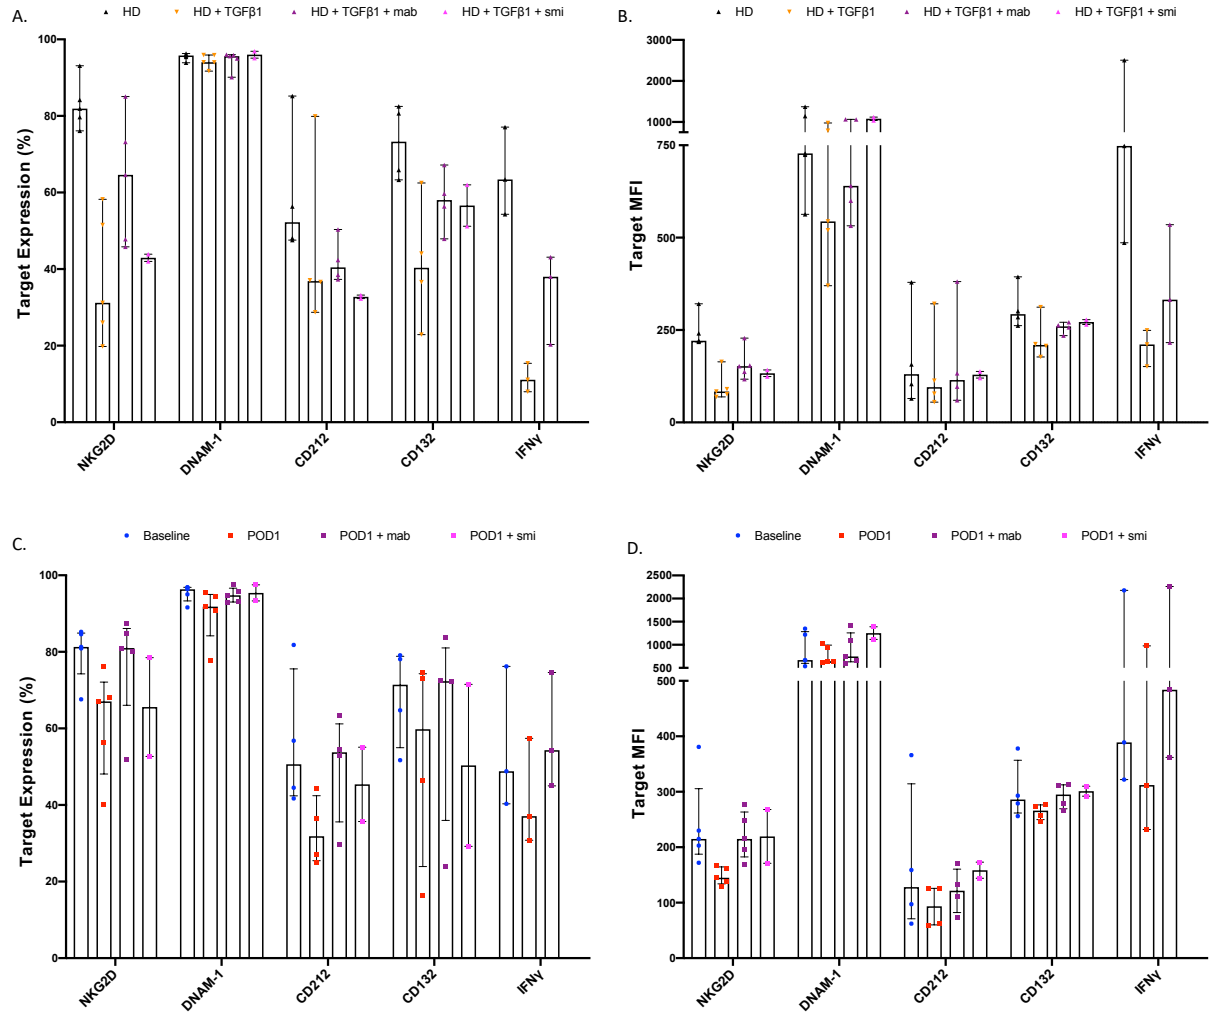 A.
HD
HD + TGFβ1
HD + TGFβ1 + mab
HD + TGFβ1 + smi
Target Expression (%)
100
80
60
40
20
0
NKG2D
DNAM-1
CD212
CD132
IFNγ
B.
HD
HD + TGFβ1
HD + TGFβ1 + mab
HD + TGFβ1 + smi
Target MFI
3000
2000
1000
750
500
250
0
NKG2D
DNAM-1
CD212
CD132
IFNγ
C.
Baseline
POD1
POD1 + mab
POD1 + smi
Target Expression (%)
100
80
60
40
20
0
NKG2D
DNAM-1
CD212
CD132
IFNγ
D.
Baseline
POD1
POD1 + mab
POD1 + smi
Target MFI
2500
2000
1500
1000
500
500
400
300
200
100
0
NKG2D
DNAM-1
CD212
CD132
IFNγ